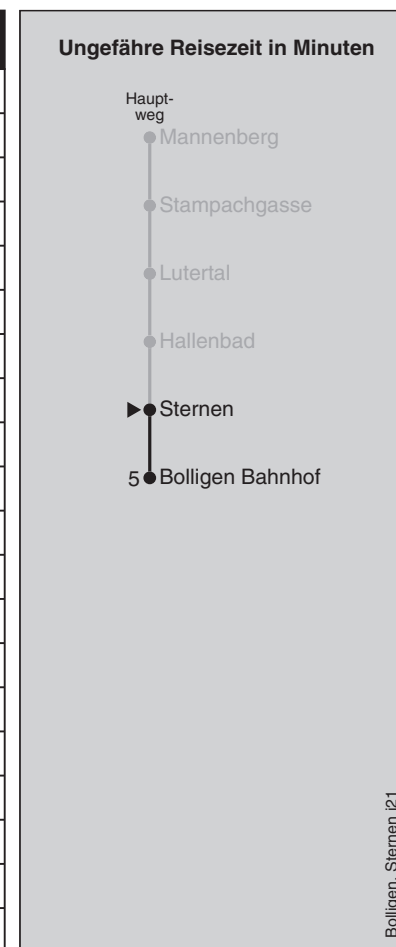 Ungefähre Reisezeit in Minuten
Haupt-
weg
Mannenberg
Stampachgasse
Lutertal
Hallenbad
Sternen
5 Bolligen Bahnhof
Bolligen, Sternen i21